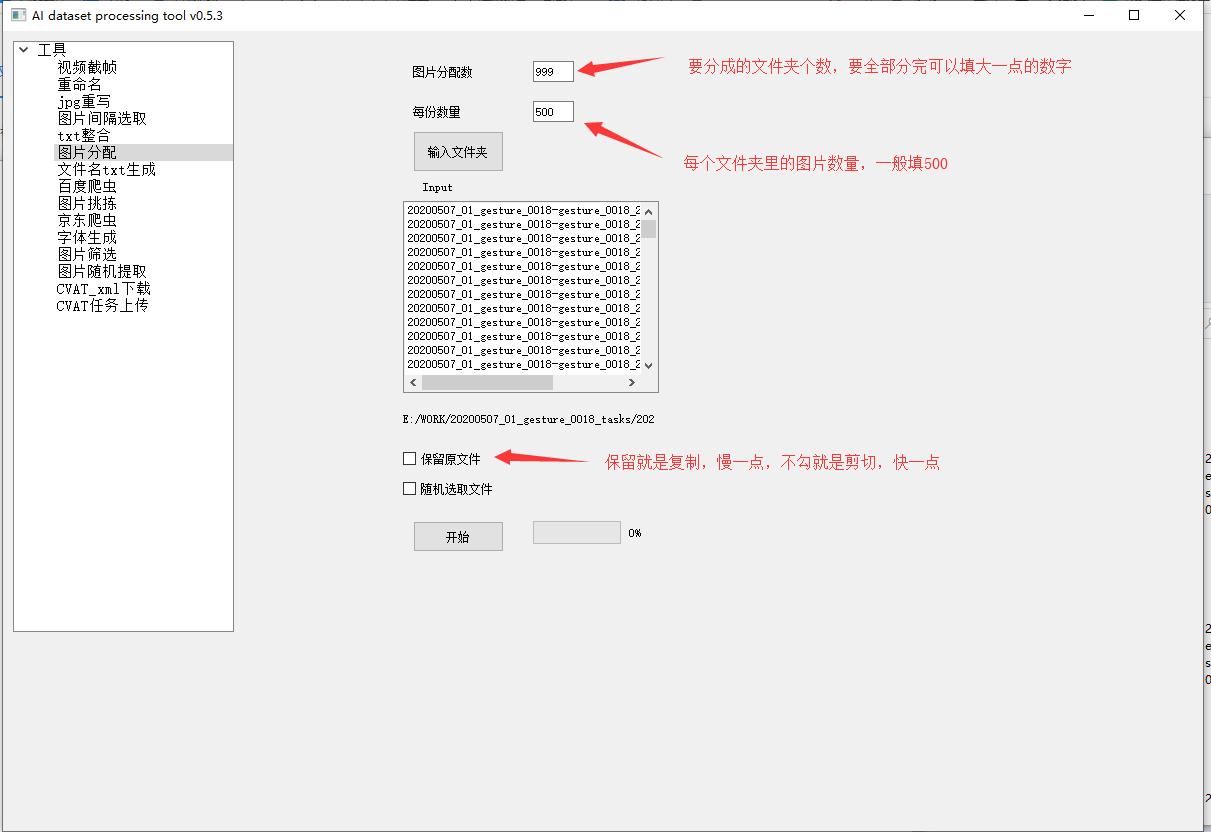 AI dataset processing tool v0.5.3
工具
视频截帧
重命名
jpg重写
图片间隔选取
txt整合
图片分配
文件名txt生成
百度爬虫
图片挑拣
京东爬虫
字体生成
图片筛选
图片随机提取
CVAT_xml下载
CVAT任务上传
图片分配数 999 要分成的文件夹个数，要全部分完可以填大一点的数字
每份数量 500
每个文件夹里的图片数量，一般填500
输入文件夹
Input
20200507_01_gesture_0018-gesture_0018_2
20200507_01_gesture_0018-gesture_0018_2
20200507_01_gesture_0018-gesture_0018_2
20200507_01_gesture_0018-gesture_0018_2
20200507_01_gesture_0018-gesture_0018_2
20200507_01_gesture_0018-gesture_0018_2
20200507_01_gesture_0018-gesture_0018_2
20200507_01_gesture_0018-gesture_0018_2
20200507_01_gesture_0018-gesture_0018_2
20200507_01_gesture_0018-gesture_0018_2
20200507_01_gesture_0018-gesture_0018_2
20200507_01_gesture_0018-gesture_0018_2
E:/WORK/20200507_01_gesture_0018_tasks/202
保留原文件 保留就是复制，慢一点，不勾就是剪切，快一点
随机选取文件
开始 0%